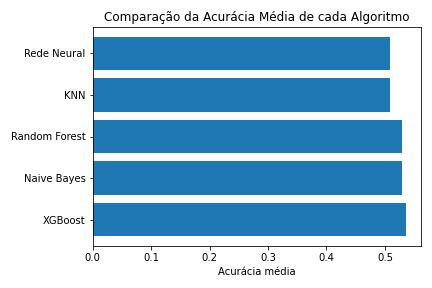 Comparação da Acurácia Média de cada Algoritmo
Rede Neural
KNN
Random Forest
Naive Bayes
XGBoost
0.0 0.1 0.2 0.3 0.4 0.5
Acurácia média